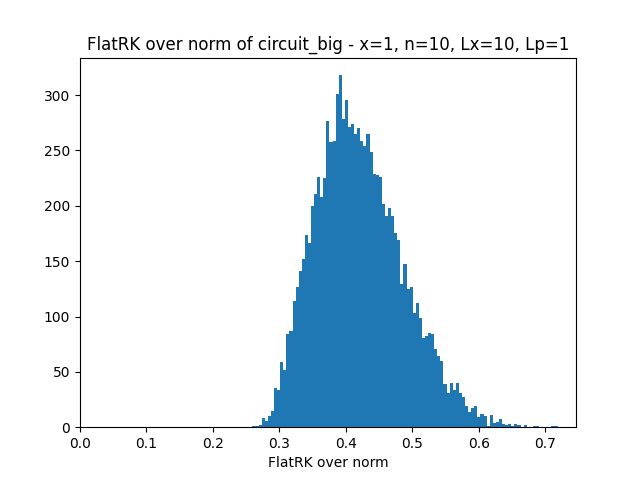 FlatRK over norm of circuit_big - x=1, n=10, Lx=10, Lp=1
300
250
200
150
100
50
0
0.0 0.1 0.2 0.3 0.4 0.5 0.6 0.7
FlatRK over norm